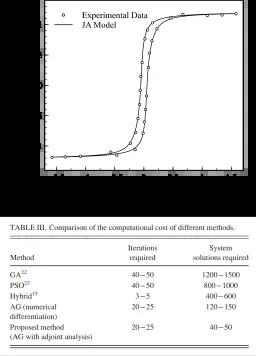 Experimental Data
JA Model
TABLE III. Comparison of the computational cost of different methods.
Method Iterations required System solutions required
GA22 40−50 1200−1500
PSO23 40−50 800−1000
Hybrid15 3−5 400−600
AG (numerical differentiation) 20−25 120−150
Proposed method (AG with adjoint analysis) 20−25 40−50